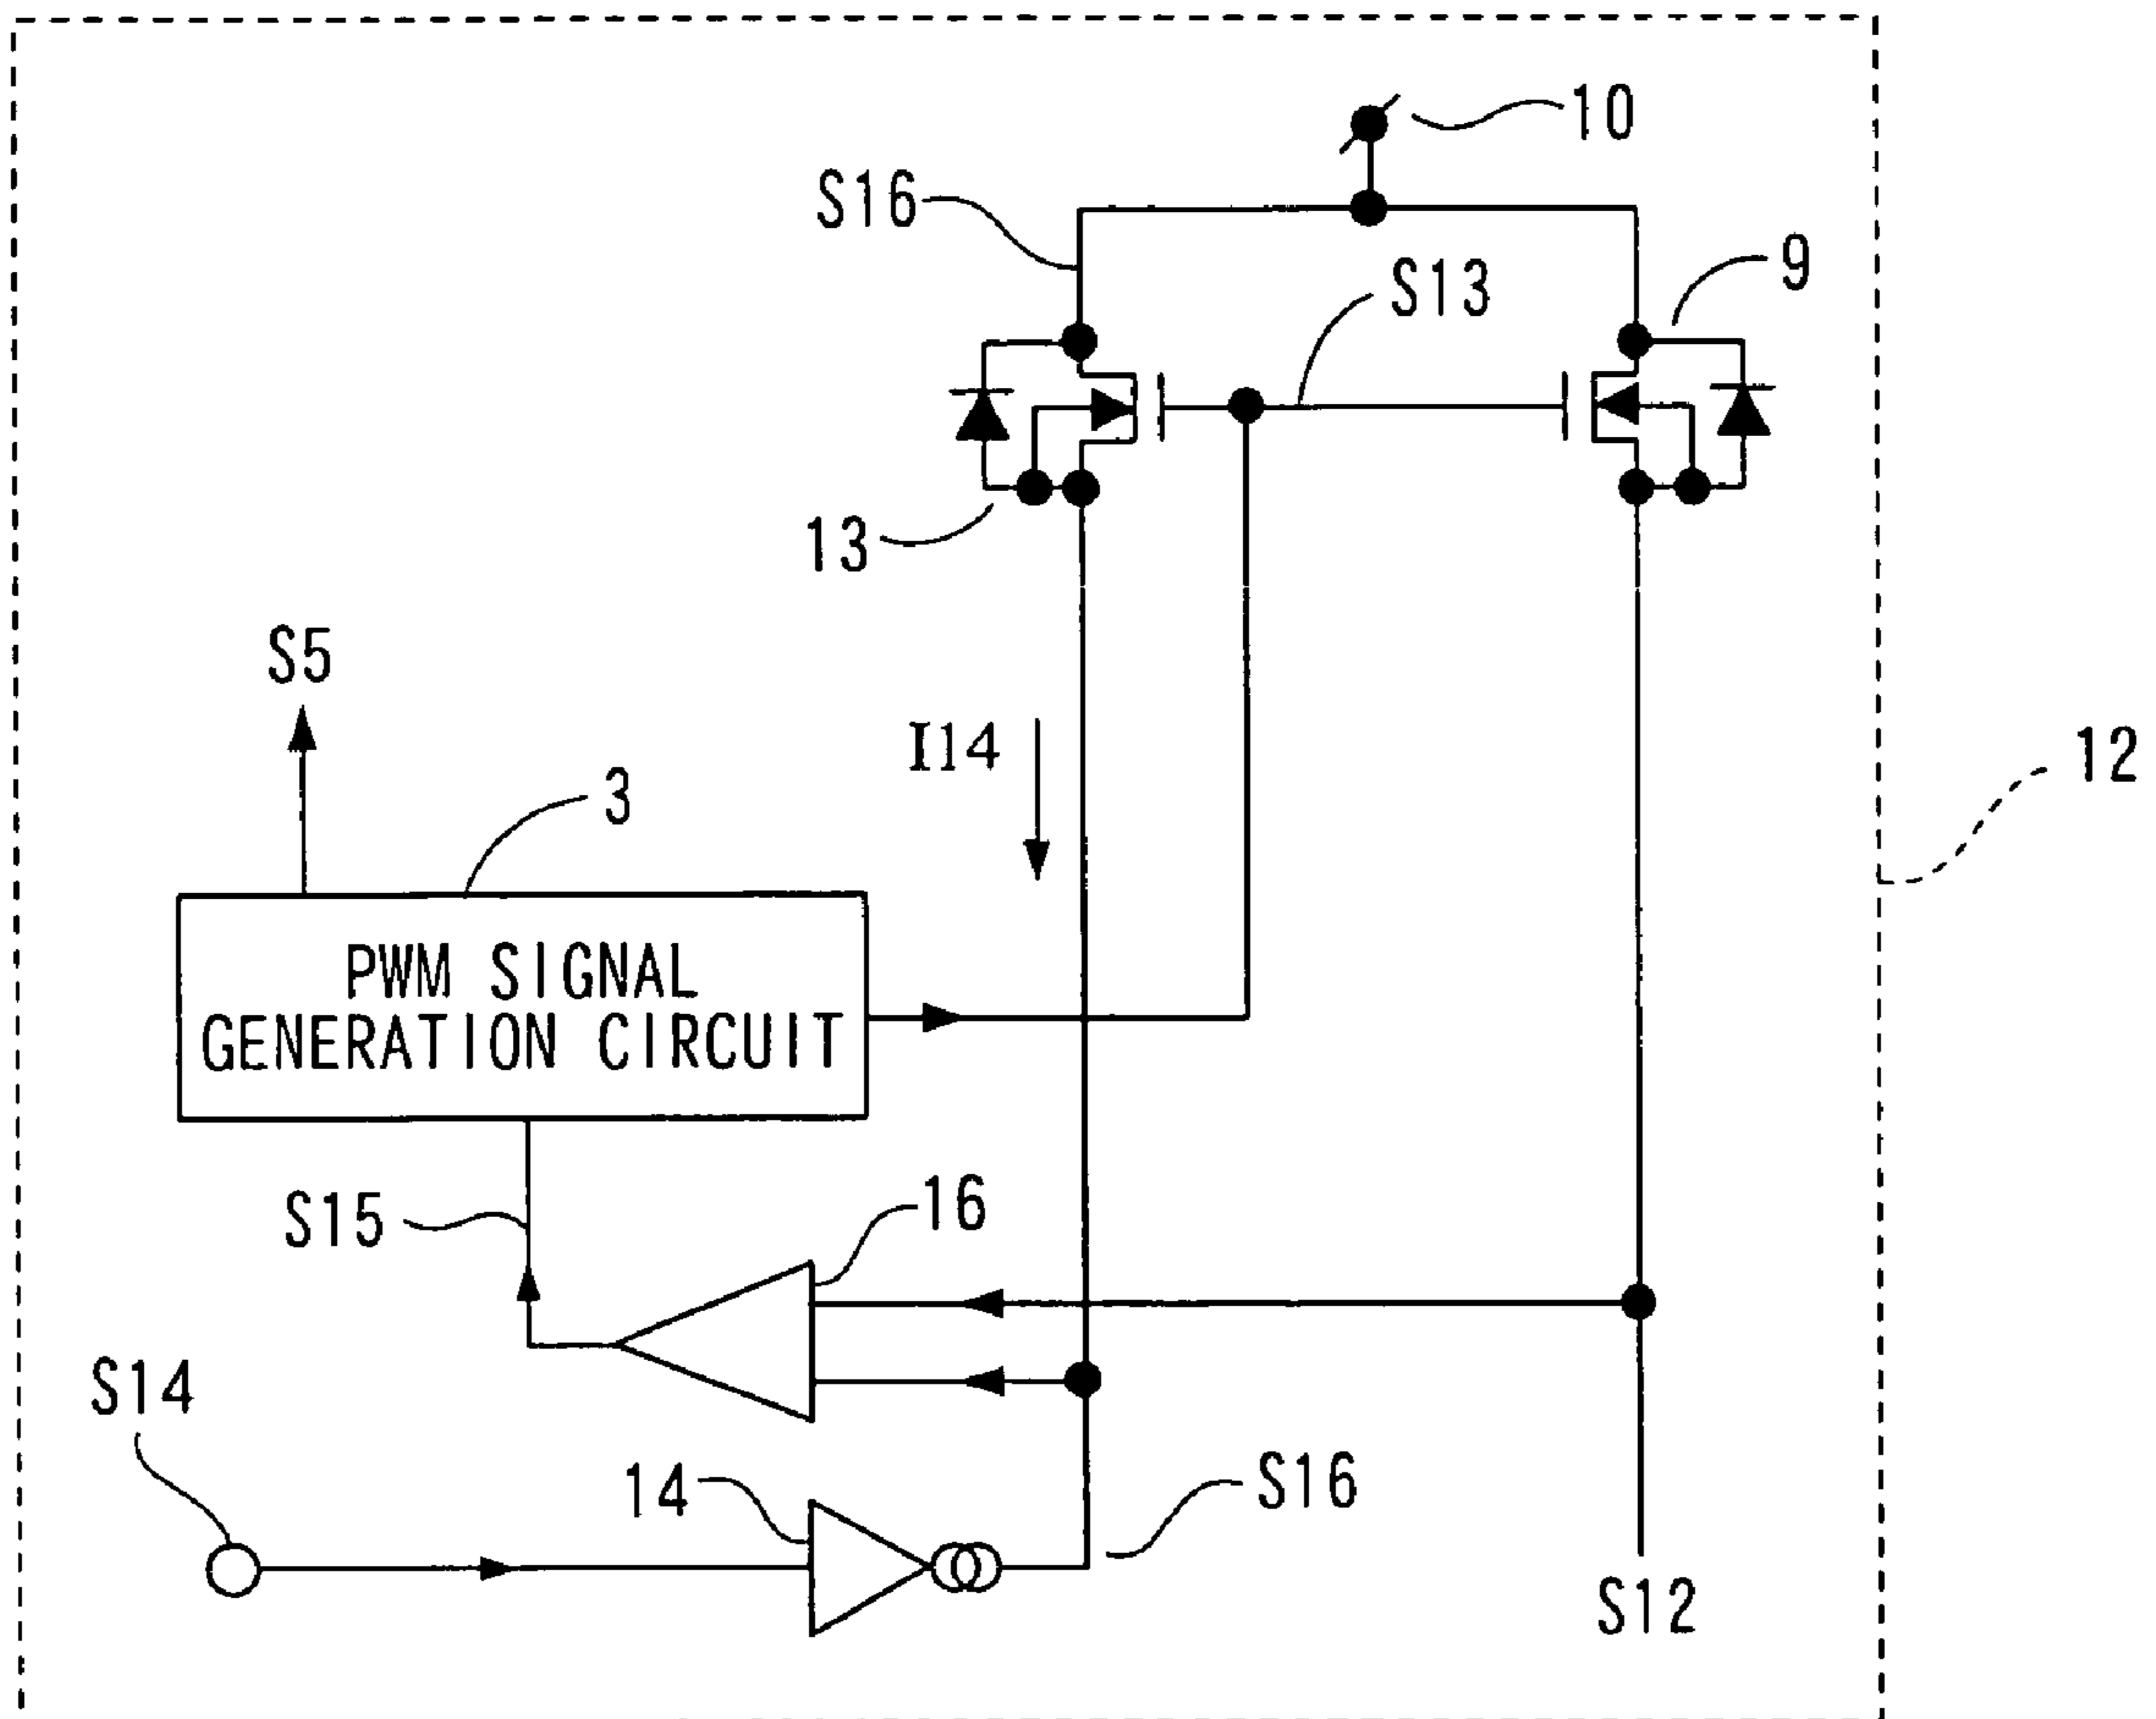 10
S16
S13
9
13
S5
I14
12
3
PWM SIGNAL
GENERATION CIRCUIT
S15
16
S14
14
S16
S12